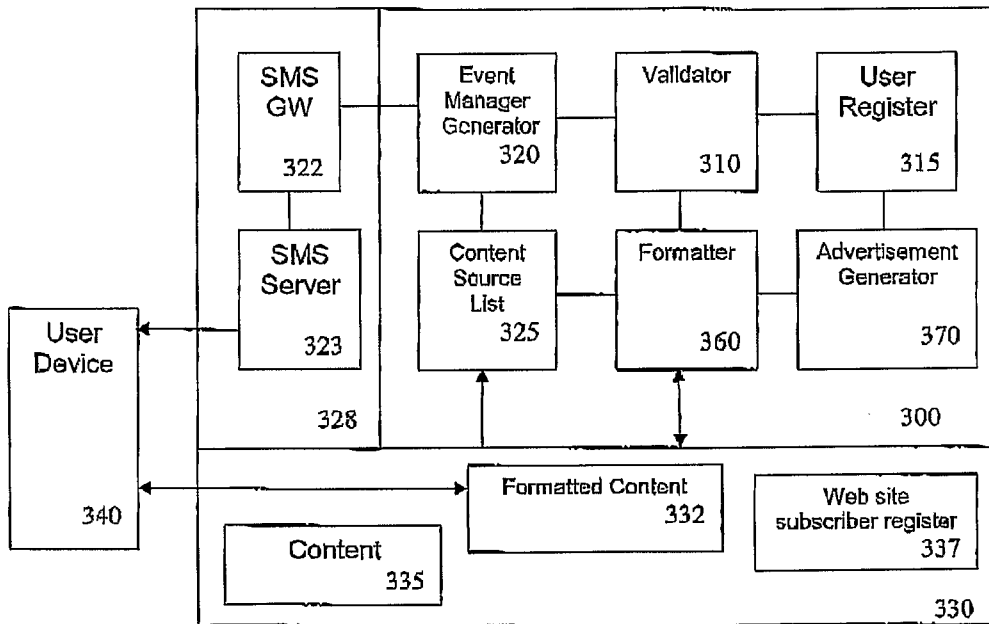 SMS
GW
322
Event
Manager
Generator
320
Validator
310
User
Register
315
SMS
Server
323
Content
Source
List
325
Formatter
360
Advertisement
Generator
370
User
Device
340
328
300
Formatted Content
332
Web site
subscriber register
337
Content
335
330